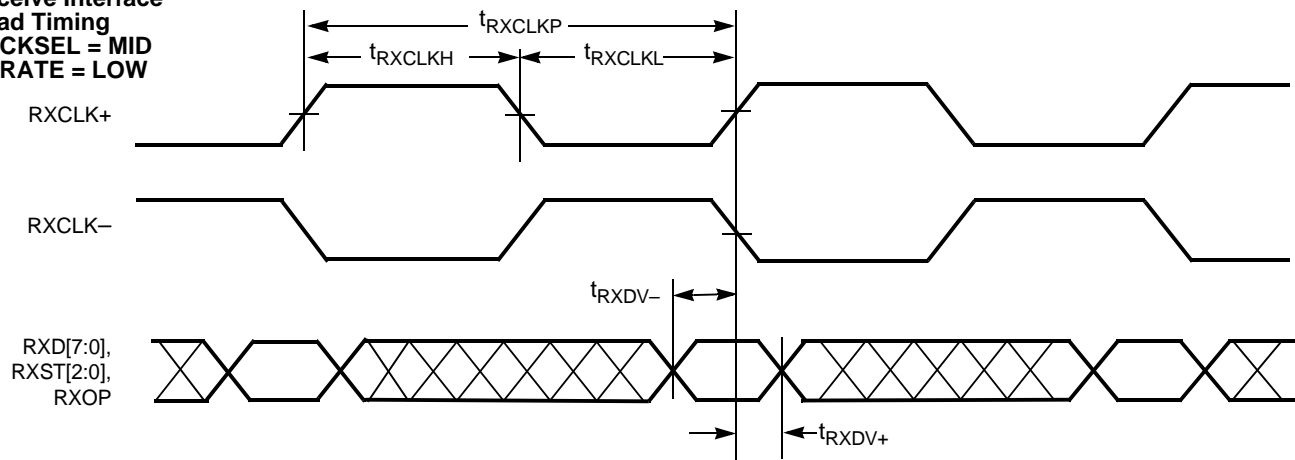 ceive Interface
ad Timing
CKSEL = MID
RATE = LOW
tRXCLKP
tRXCLKH
tRXCLKL
RXCLK+
RXCLK–
tRXDV–
RXD[7:0],
RXST[2:0],
RXOP
tRXDV+